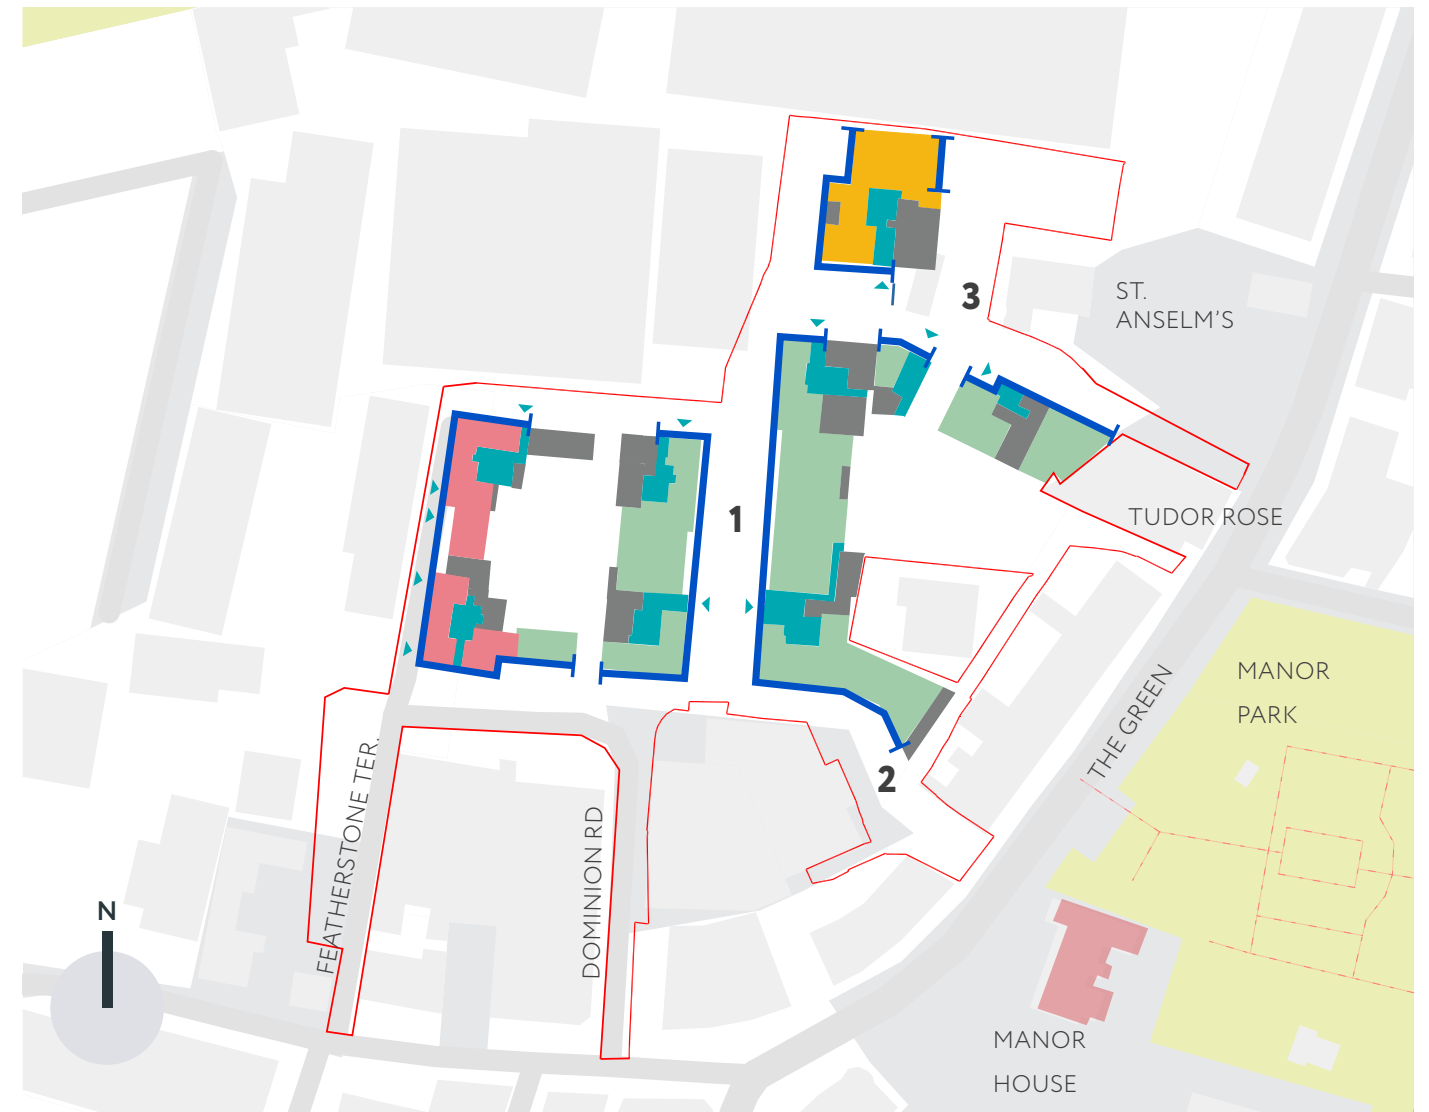 3
ST.
ANSELM'S
1
TUDOR ROSE
MANOR
PARK
THE GREEN
2
FEATHERSTONE TER.
DOMINION RD
N
MANOR
HOUSE